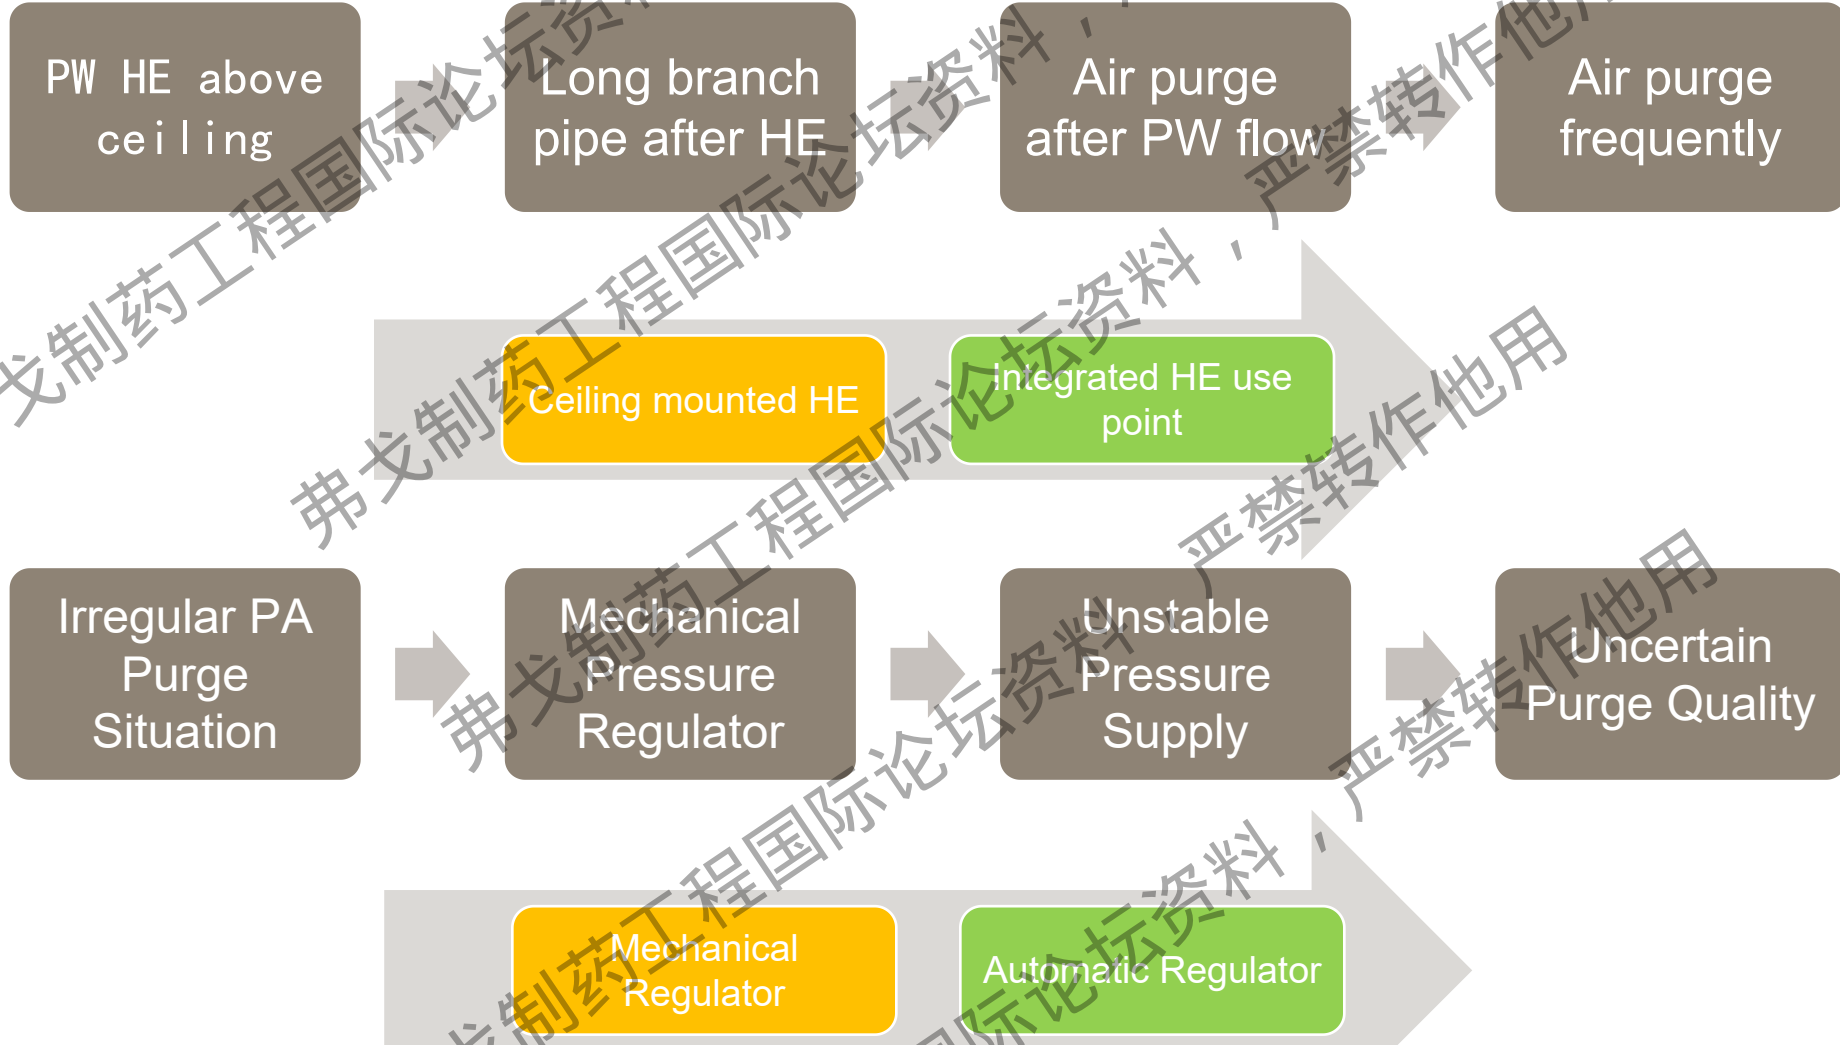 PW HE above
ceiling
Long branch
pipe after HE
Air purge
after PW flow
Air purge
frequently
Ceiling mounted HE
Integrated HE use
point
Irregular PA
Purge
Situation
Mechanical
Pressure
Regulator
Unstable
Pressure
Supply
Uncertain
Purge Quality
Mechanical
Regulator
Automatic Regulator
弗戈制药工程国际论坛资料，严禁转作他用
弗戈制药工程国际论坛资料，严禁转作他用
弗戈制药工程国际论坛资料，严禁转作他用